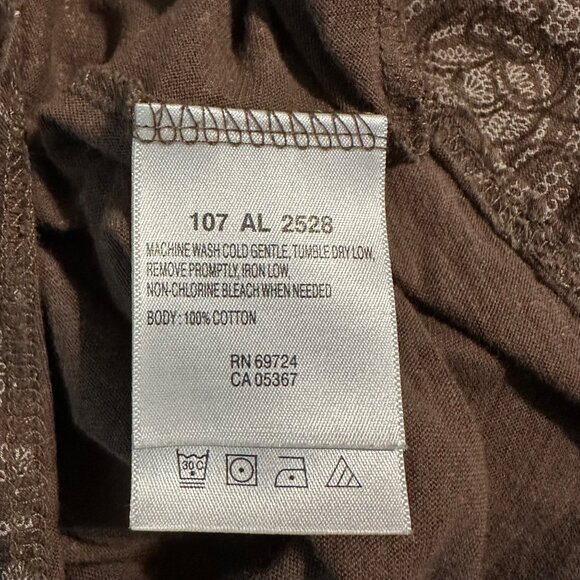 107 AL 2528
MACHINE WASH COLD GENTLE, TUMBLE DRY LOW,
REMOVE PROMPTLY, IRON LOW.
NON-CHLORINE BLEACH WHEN NEEDED
BODY : 100% COTTON
RN 69724
CA 05367
30 C